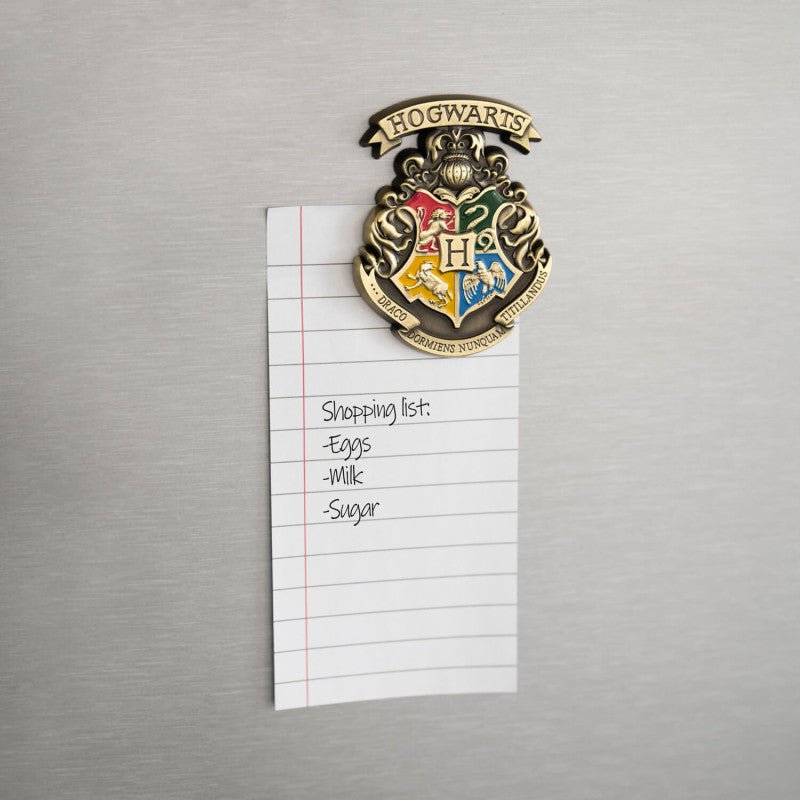 HOGWARTS
H
DRACO
DORMIENS NUNQUAM
TITILLANDUS
Shopping list:
-Eggs
-Milk
-Sugar